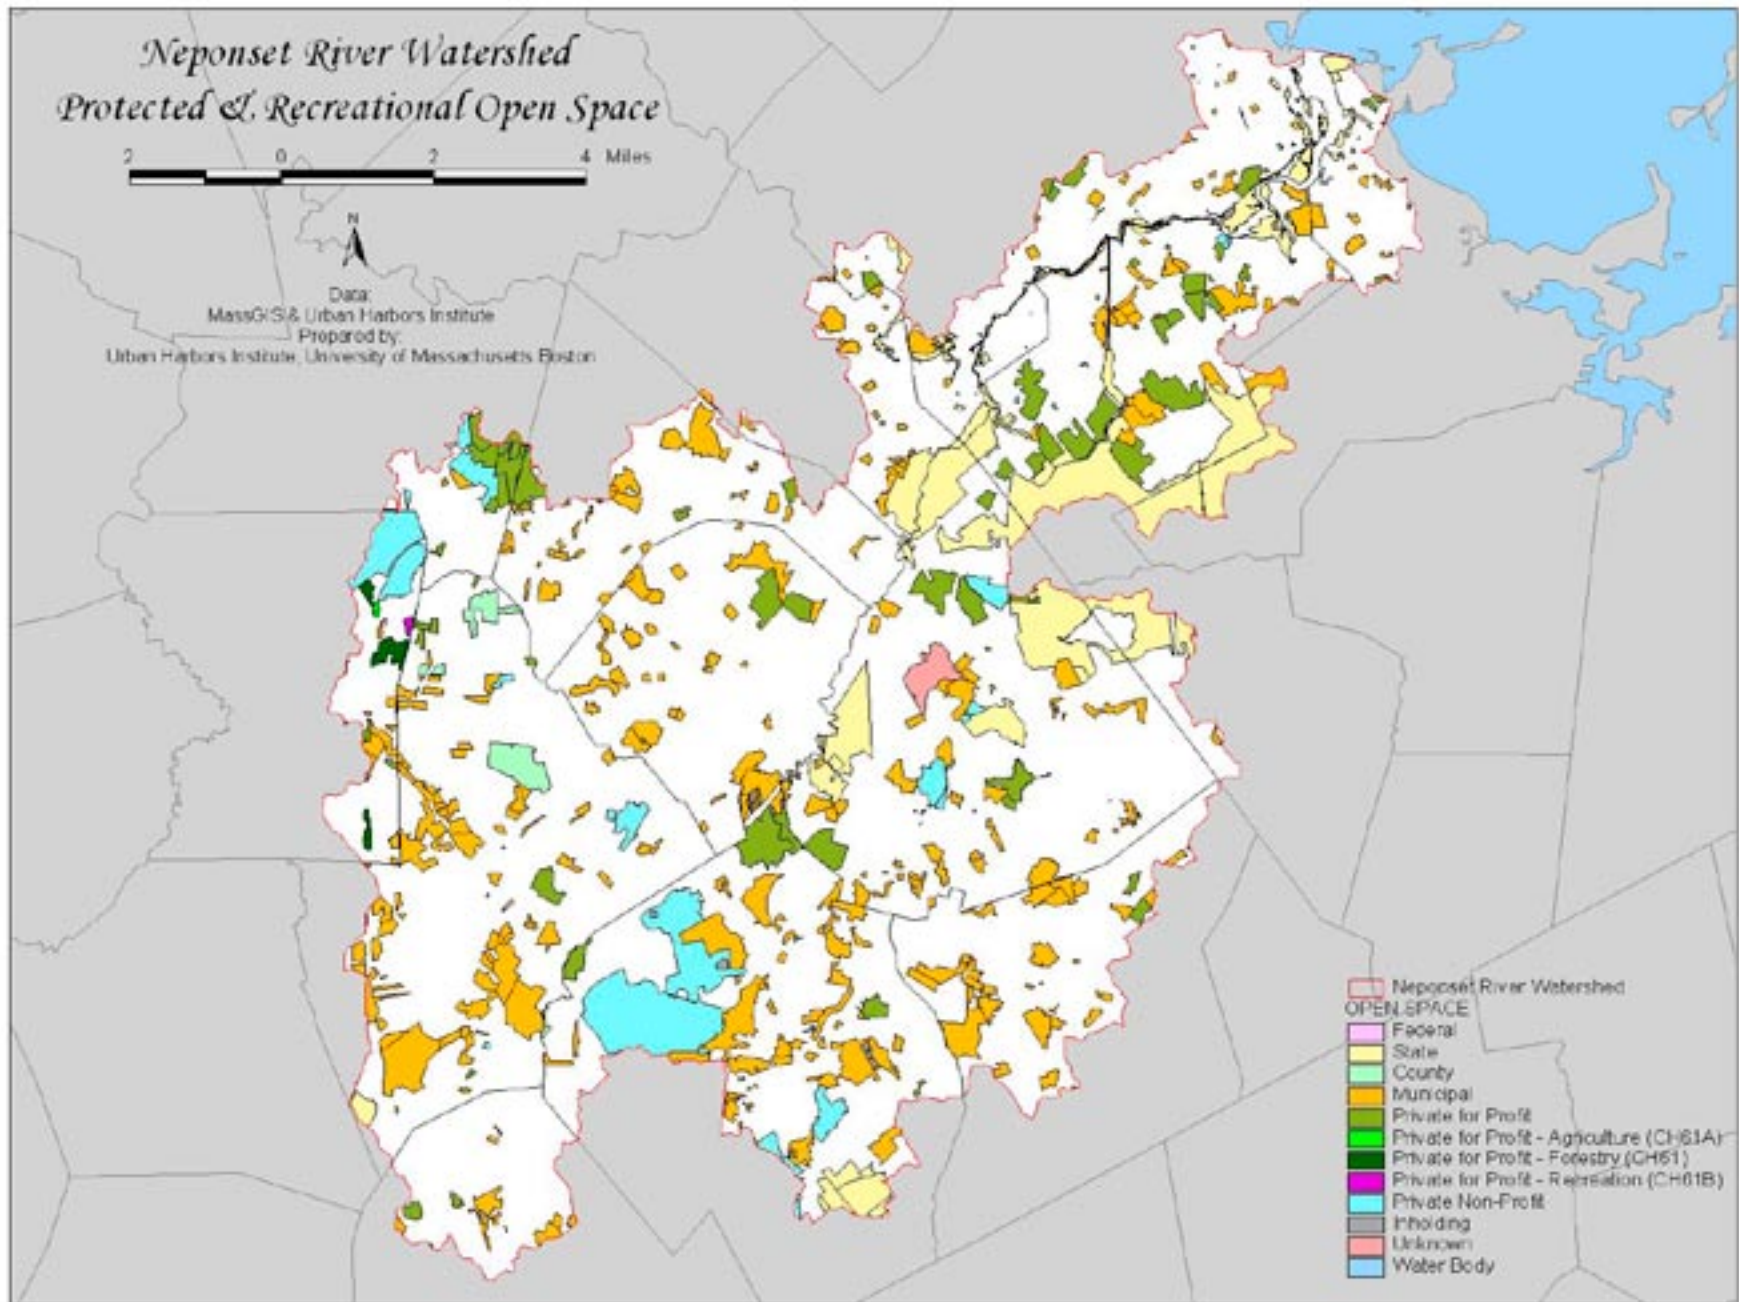 Neponset River Watershed
Protected & Recreational Open Space
2 0 2 4 Miles
N
Data:
MassGIS & Urban Harbors Institute
Prepared by:
Urban Harbors Institute, University of Massachusetts Boston
Neponset River Watershed
OPEN SPACE
Federal
State
County
Municipal
Private for Profit
Private for Profit - Agriculture (CH61A)
Private for Profit - Forestry (CH61)
Private for Profit - Recreation (CH61B)
Private Non-Profit
Inholding
Unknown
Water Body